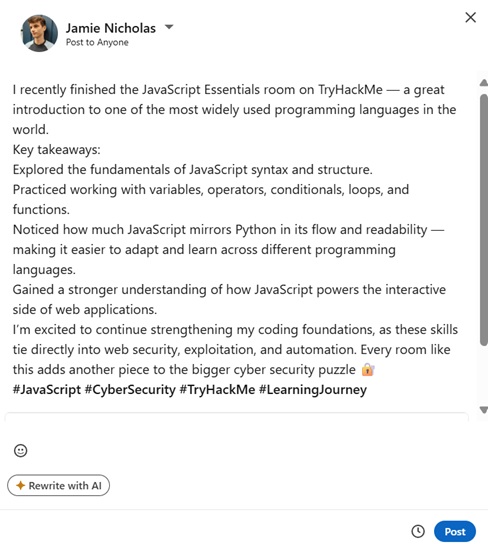 Jamie Nicholas
Post to Anyone
I recently finished the JavaScript Essentials room on TryHackMe — a great
introduction to one of the most widely used programming languages in the
world.
Key takeaways:
Explored the fundamentals of JavaScript syntax and structure.
Practiced working with variables, operators, conditionals, loops, and
functions.
Noticed how much JavaScript mirrors Python in its flow and readability —
making it easier to adapt and learn across different programming
languages.
Gained a stronger understanding of how JavaScript powers the interactive
side of web applications.
I'm excited to continue strengthening my coding foundations, as these skills
tie directly into web security, exploitation, and automation. Every room like
this adds another piece to the bigger cyber security puzzle 🔐
#JavaScript #CyberSecurity #TryHackMe #LearningJourney
Rewrite with AI
Post